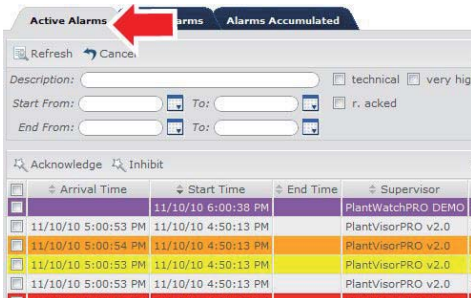 Active Alarms arms Alarms Accumulated
Refresh Cance
Description: technical very hig
Start From: To: r. acked
End From: To:
Acknowledge Inhibit
Arrival Time Start Time End Time Supervisor
11/10/10 6:00:38 PM PlantWatchPRO DEMO
11/10/10 5:00:53 PM 11/10/10 4:50:13 PM PlantVisorPRO v2.0
11/10/10 5:00:54 PM 11/10/10 4:50:13 PM PlantVisorPRO v2.0
11/10/10 5:00:53 PM 11/10/10 4:50:13 PM PlantVisorPRO v2.0
11/10/10 5:00:53 PM 11/10/10 4:50:13 PM PlantVisorPRO v2.0